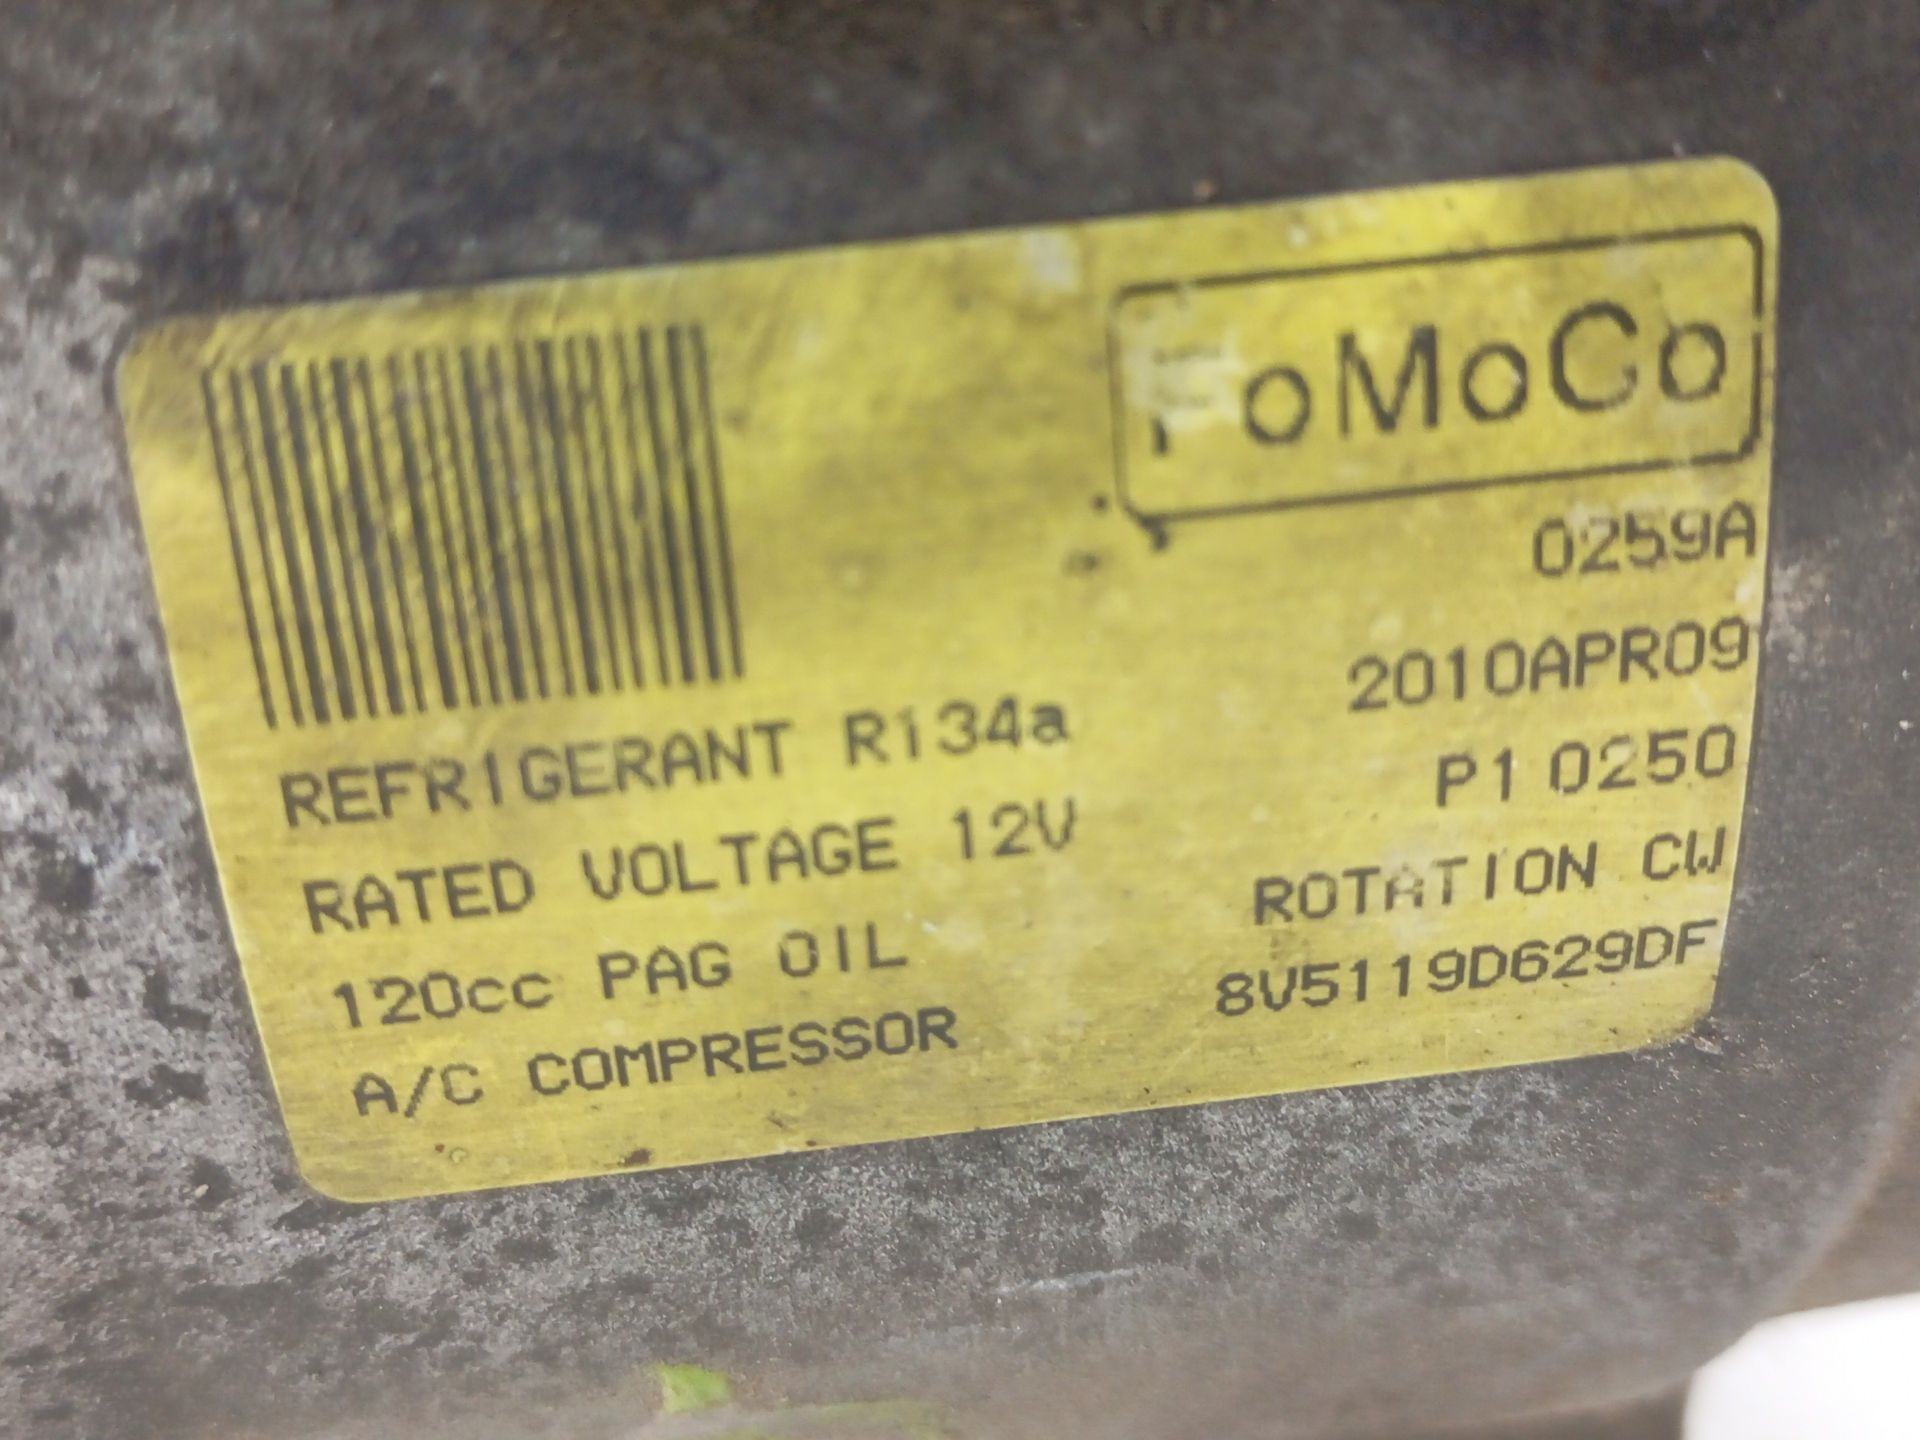 FoMoCo
0259A
2010APR09
REFRIGERANT R134a
P1 0250
RATED VOLTAGE 12V
ROTATION CW
120cc PAG OIL
8V5119D629DF
A/C COMPRESSOR